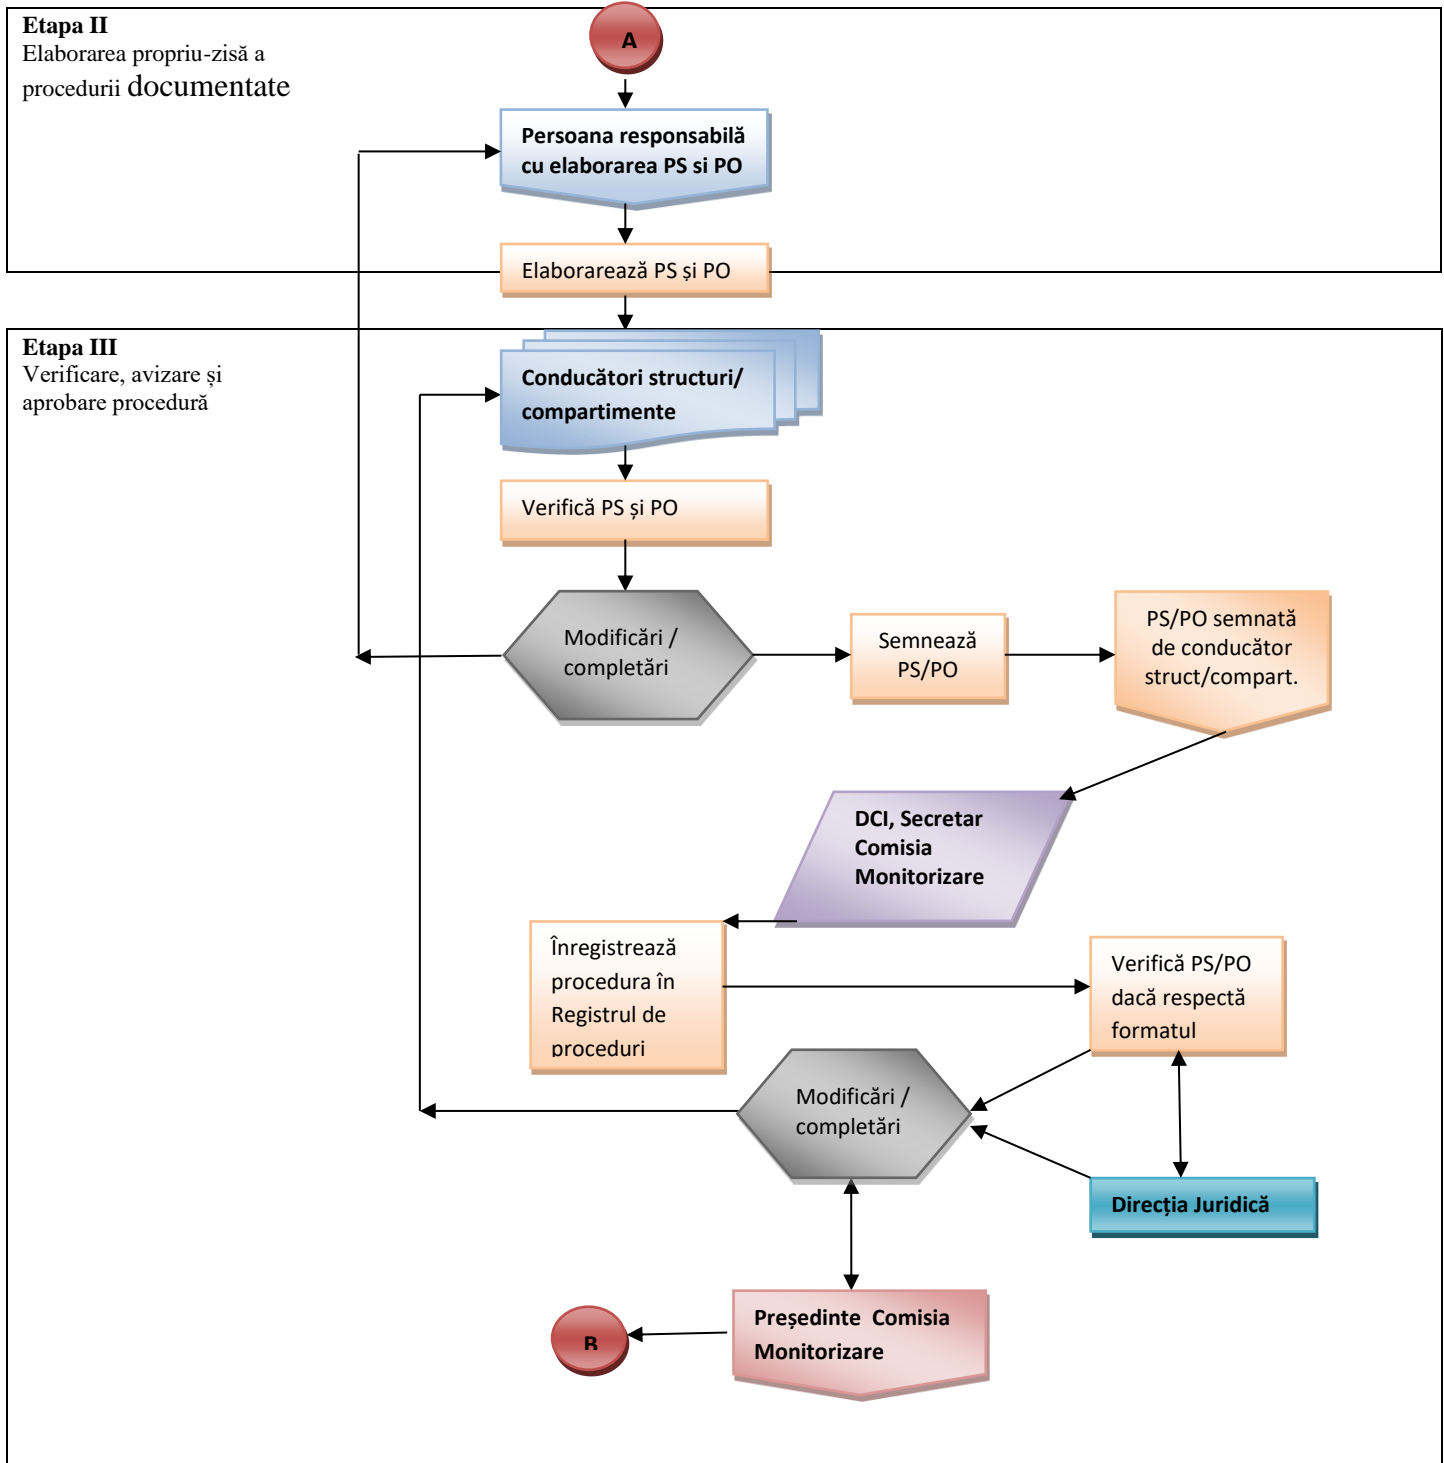 Etapa II
Elaborarea propriu-zisă a
procedurii documentate
A
Persoana responsabilă
cu elaborarea PS si PO
Elaborarează PS și PO
Etapa III
Verificare, avizare și
aprobare procedură
Conducători structuri/
compartimente
Verifică PS și PO
Modificări /
completări
Semnează
PS/PO
PS/PO semnată
de conducător
struct/compart.
DCI, Secretar
Comisia
Monitorizare
Înregistrează
procedura în
Registrul de
proceduri
Verifică PS/PO
dacă respectă
formatul
Modificări /
completări
Direcția Juridică
Președinte Comisia
Monitorizare
B